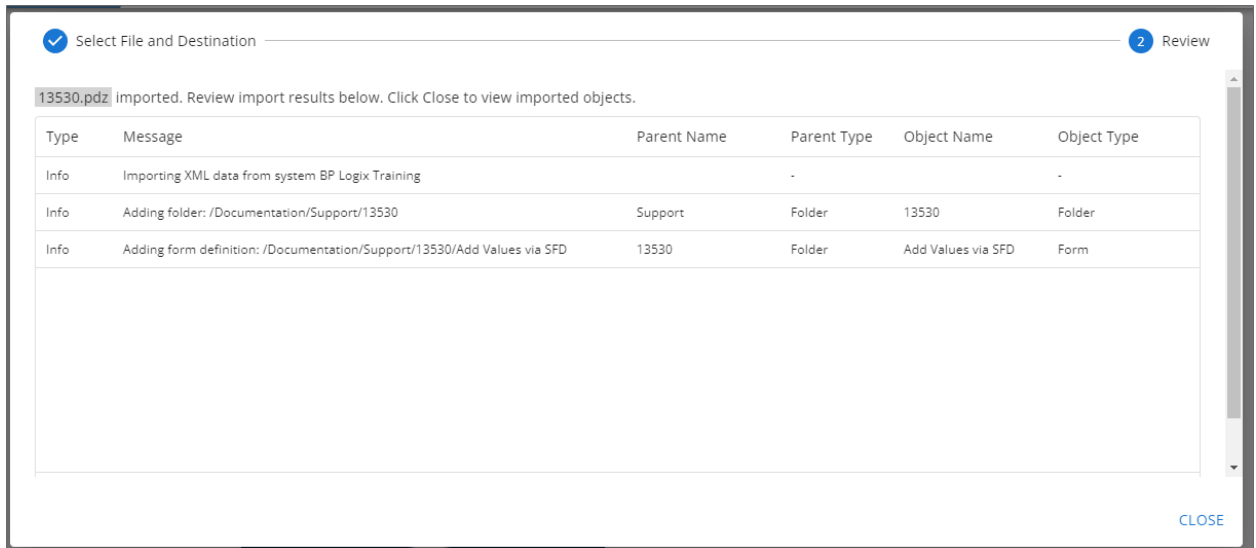 Select File and Destination
2 Review
13530.pdz imported. Review import results below. Click Close to view imported objects.
Type Message Parent Name Parent Type Object Name Object Type
Info Importing XML data from system BP Logix Training - -
Info Adding folder: /Documentation/Support/13530 Support Folder 13530 Folder
Info Adding form definition: /Documentation/Support/13530/Add Values via SFD 13530 Folder Add Values via SFD Form
CLOSE